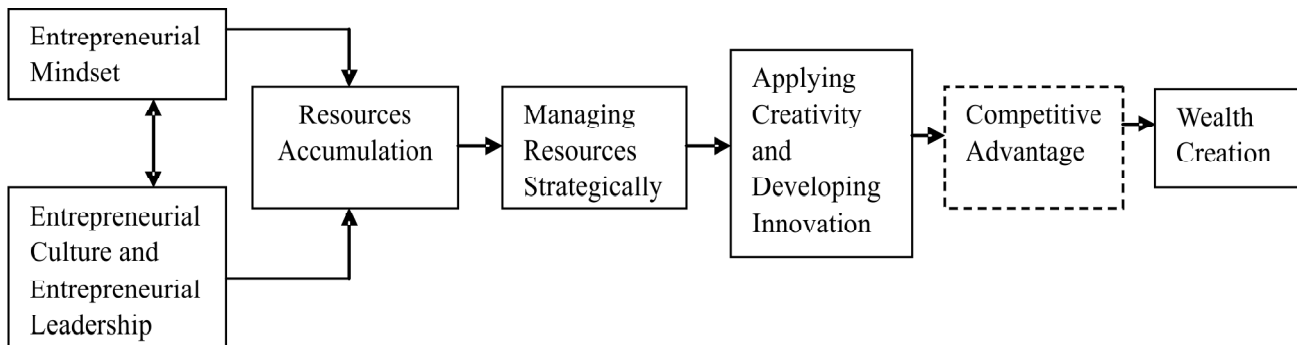 Entrepreneurial
Mindset
Entrepreneurial
Culture and
Entrepreneurial
Leadership
Resources
Accumulation
Managing
Resources
Strategically
Applying
Creativity
and
Developing
Innovation
Competitive
Advantage
Wealth
Creation